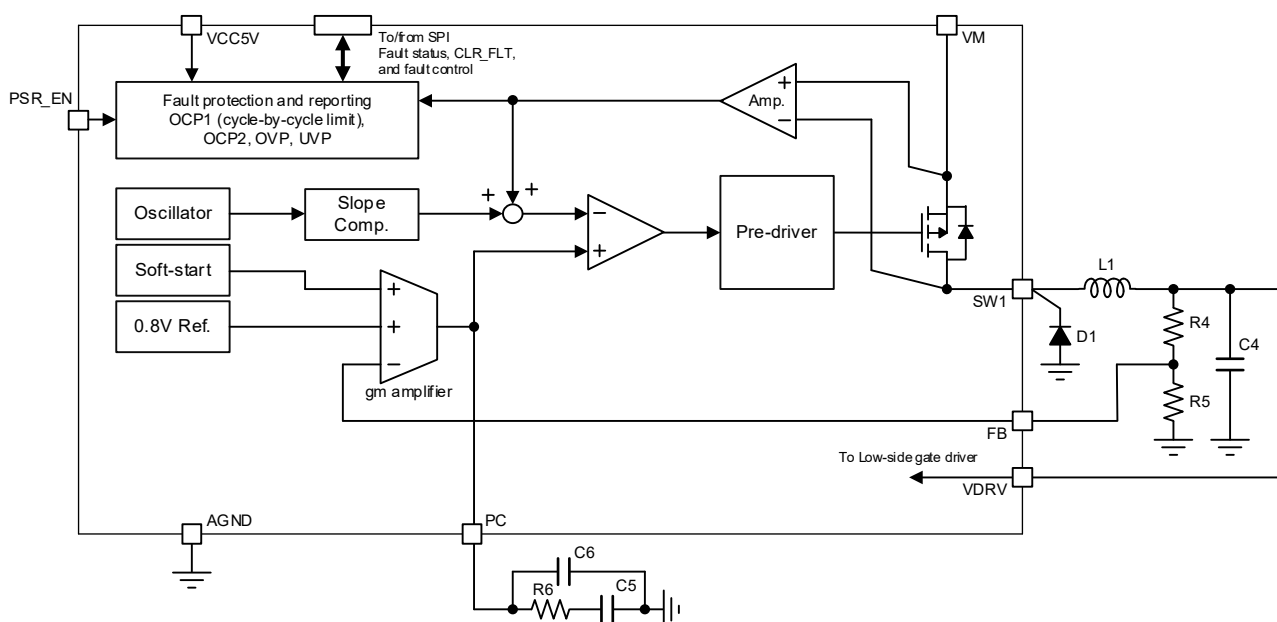 VCC5V
To/from SPI
Fault status, CLR_FLT,
and fault control
VM
PSR_EN
Fault protection and reporting
OCP1 (cycle-by-cycle limit),
OCP2, OVP, UVP
+
Amp.
−
Oscillator
Slope
Comp.
+
+
−
+
Pre-driver
Soft-start
0.8V Ref.
+
+
−
gm amplifier
SW1
L1
D1
R4
C4
R5
FB
To Low-side gate driver
VDRV
AGND
PC
C6
R6
C5